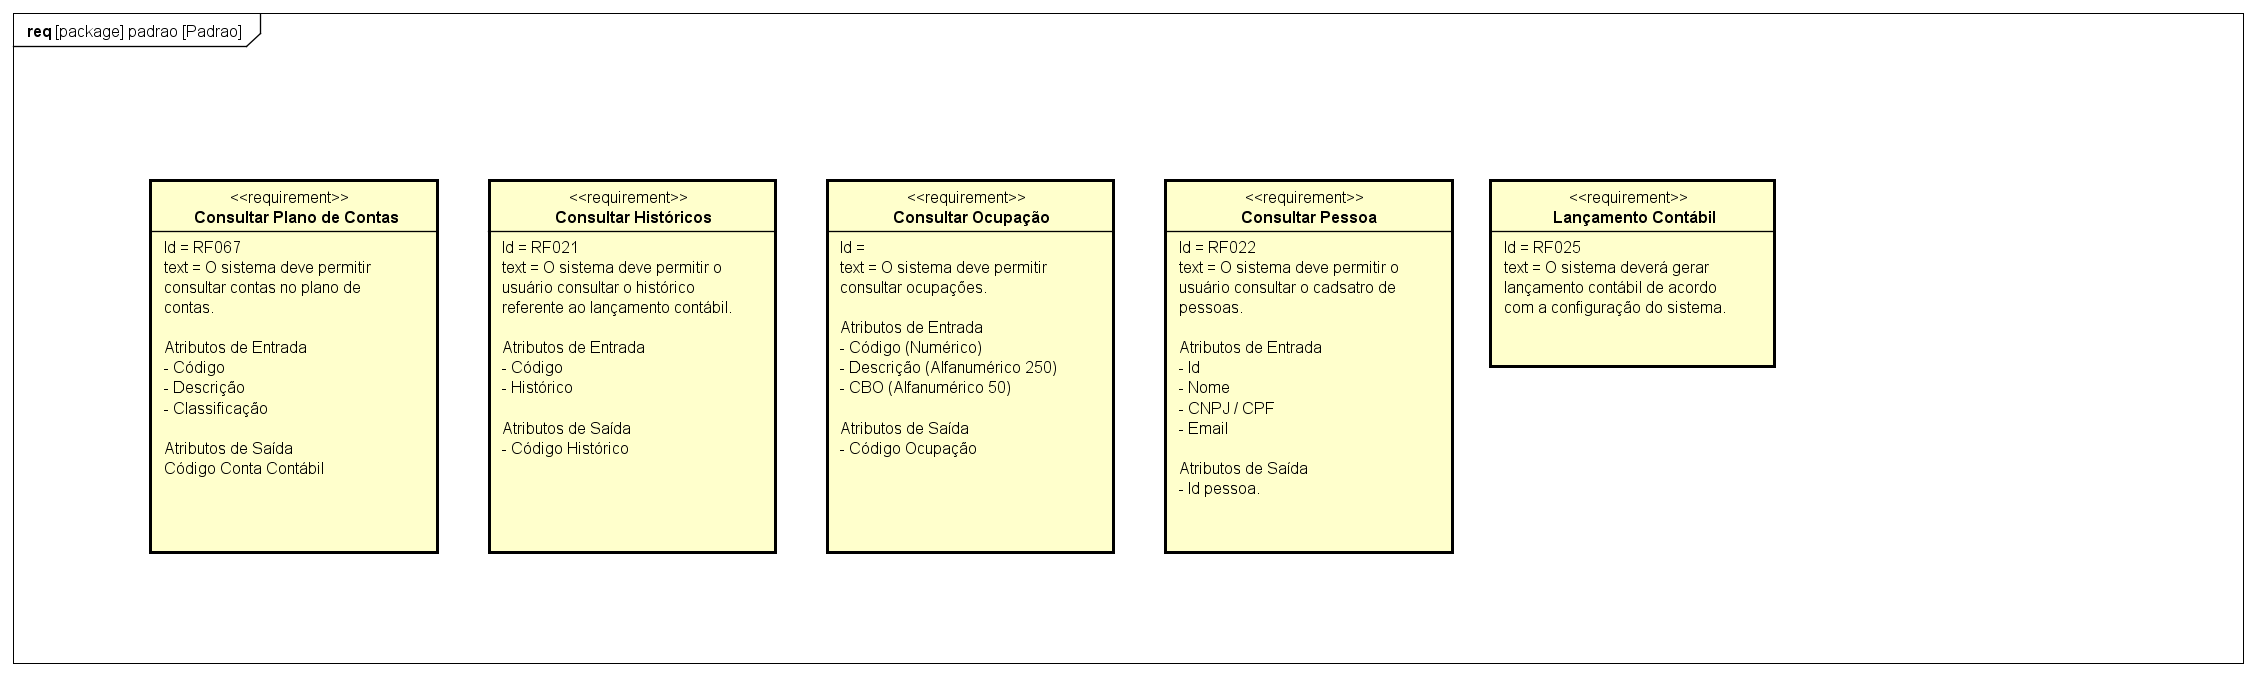 req [package] padrao [Padrao]
<<requirement>>
Consultar Plano de Contas
Id = RF067
text = O sistema deve permitir
consultar contas no plano de
contas.
Atributos de Entrada
- Código
- Descrição
- Classificação
Atributos de Saída
Código Conta Contábil
<<requirement>>
Consultar Históricos
Id = RF021
text = O sistema deve permitir o
usuário consultar o histórico
referente ao lançamento contábil.
Atributos de Entrada
- Código
- Histórico
Atributos de Saída
- Código Histórico
<<requirement>>
Consultar Ocupação
Id =
text = O sistema deve permitir
consultar ocupações.
Atributos de Entrada
- Código (Numérico)
- Descrição (Alfanumérico 250)
- CBO (Alfanumérico 50)
Atributos de Saída
- Código Ocupação
<<requirement>>
Consultar Pessoa
Id = RF022
text = O sistema deve permitir o
usuário consultar o cadsatro de
pessoas.
Atributos de Entrada
- Id
- Nome
- CNPJ / CPF
- Email
Atributos de Saída
- Id pessoa.
<<requirement>>
Lançamento Contábil
Id = RF025
text = O sistema deverá gerar
lançamento contábil de acordo
com a configuração do sistema.